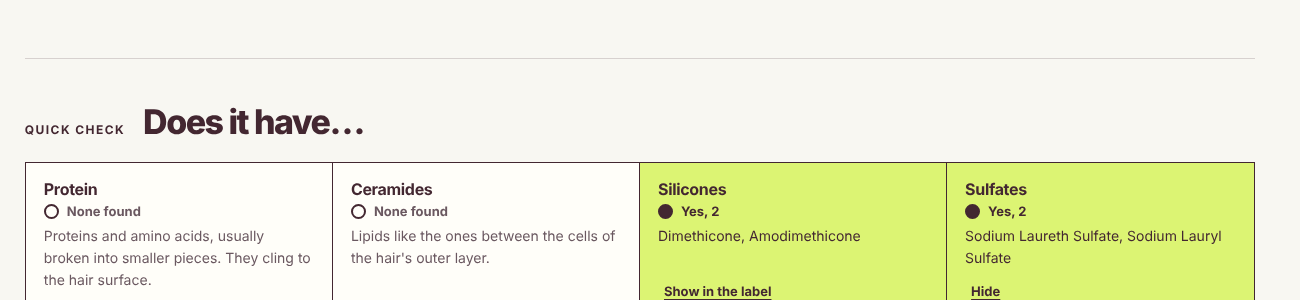 QUICK CHECK Does it have…
Protein
None found
Proteins and amino acids, usually
broken into smaller pieces. They cling to
the hair surface.
Ceramides
None found
Lipids like the ones between the cells of
the hair's outer layer.
Silicones
Yes, 2
Dimethicone, Amodimethicone
Show in the label
Sulfates
Yes, 2
Sodium Laureth Sulfate, Sodium Lauryl
Sulfate
Hide